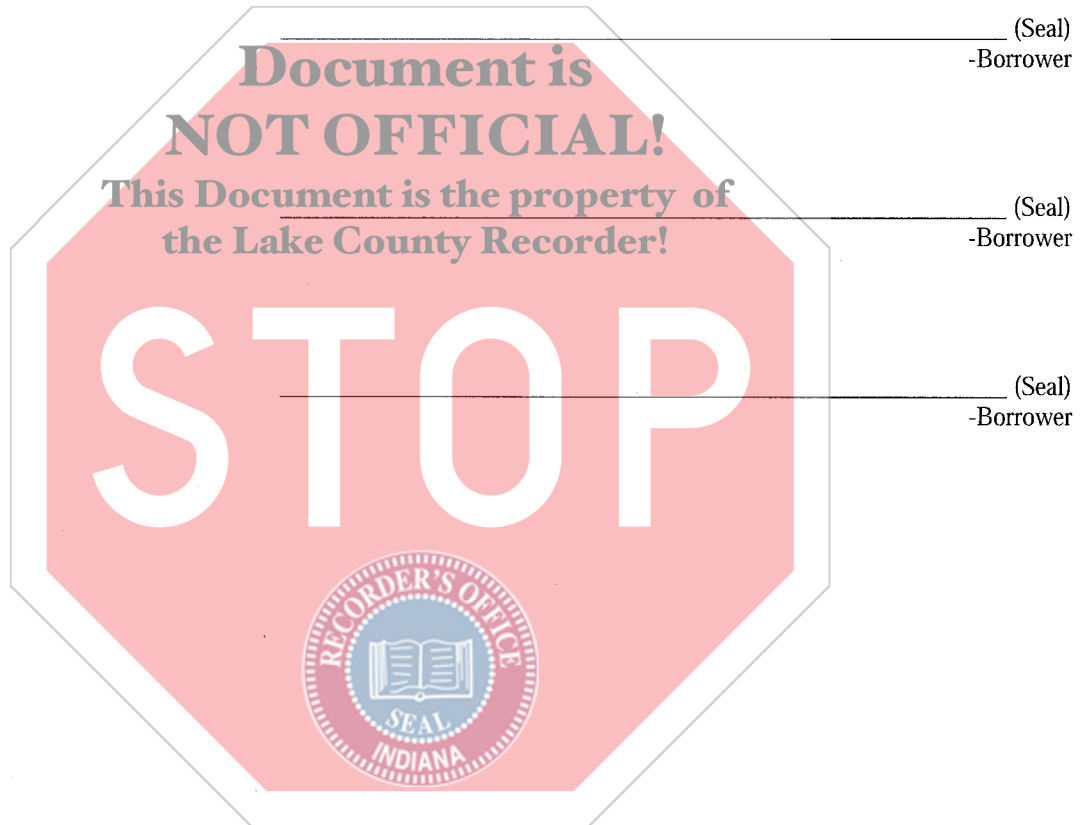 (Seal)
-Borrower
Document is
NOT OFFICIAL!
This Document is the property of
the Lake County Recorder!
(Seal)
-Borrower
STOP
(Seal)
-Borrower
RECORDER'S OFFICE
SEAL
INDIANA